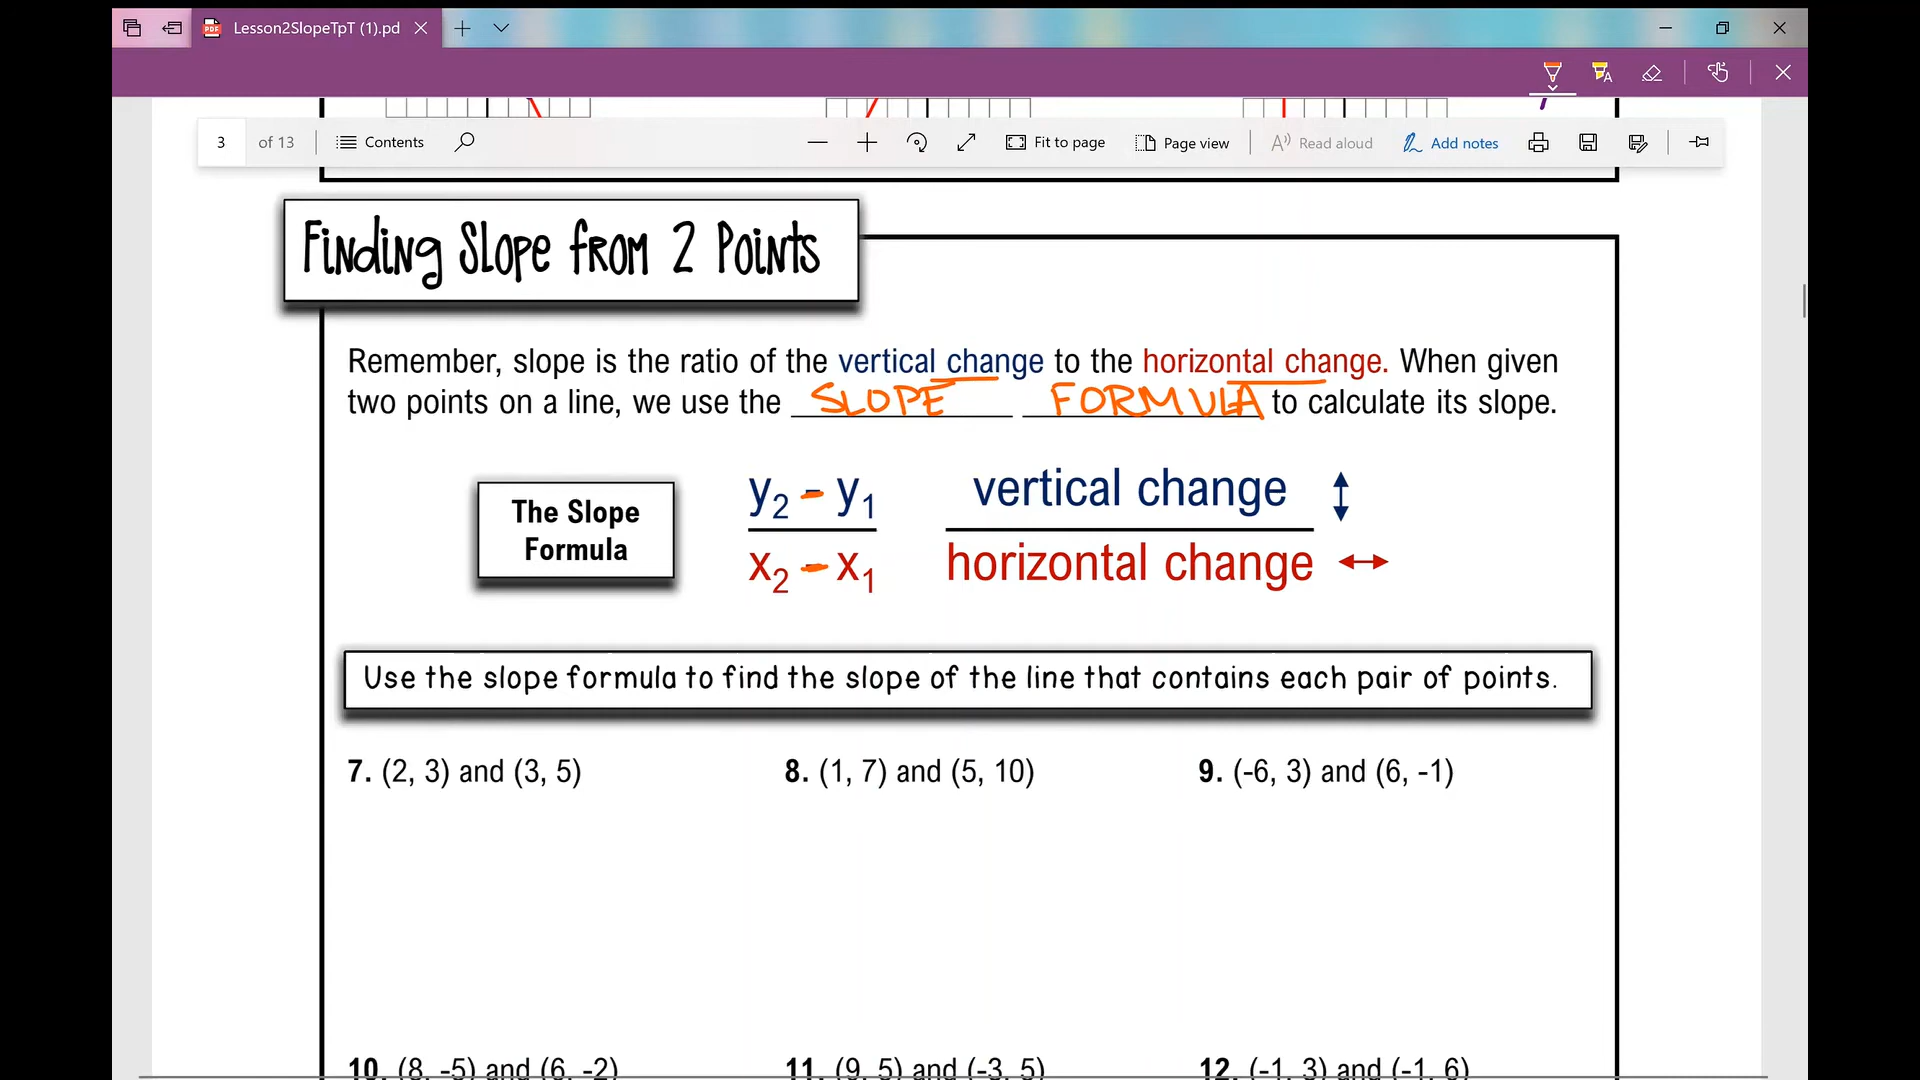 Lesson2SlopeTpT (1).pd
3 of 13 Contents Fit to page Page view Read aloud Add notes
Finding Slope from 2 Points
Remember, slope is the ratio of the vertical change to the horizontal change. When given
two points on a line, we use the SLOPE FORMULA to calculate its slope.
The Slope
Formula
y₂ - y₁
x₂ - x₁
vertical change
horizontal change
Use the slope formula to find the slope of the line that contains each pair of points.
7. (2, 3) and (3, 5) 8. (1, 7) and (5, 10) 9. (-6, 3) and (6, -1)
10. (8, -5) and (6, -2) 11. (9, 5) and (-3, 5) 12. (-1, 3) and (-1, 6)